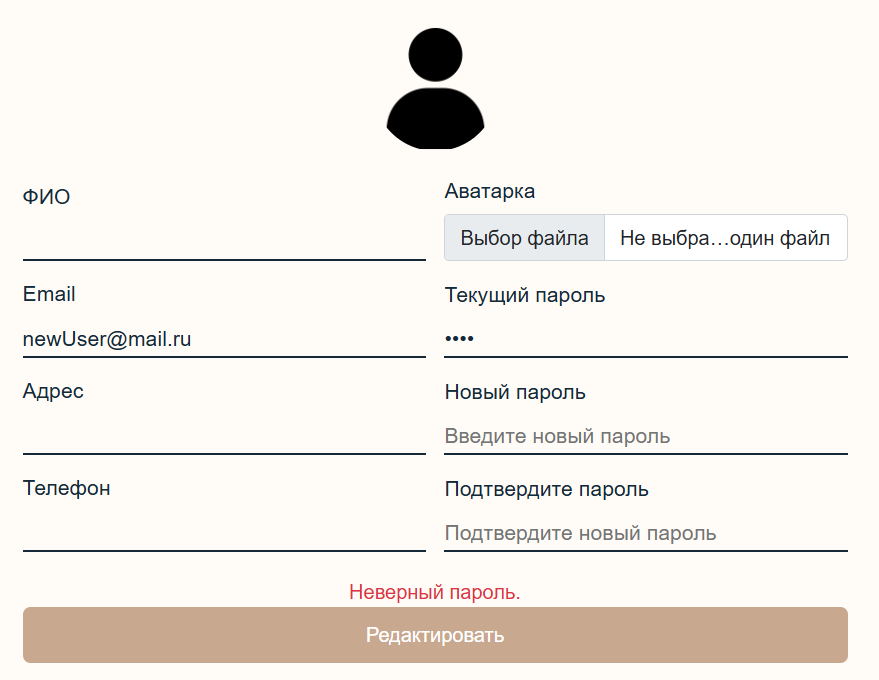 ФИО
Аватарка
Выбор файла
Не выбра…один файл
Email
newUser@mail.ru
Текущий пароль
••••
Адрес
Новый пароль
Введите новый пароль
Телефон
Подтвердите пароль
Подтвердите новый пароль
Неверный пароль.
Редактировать